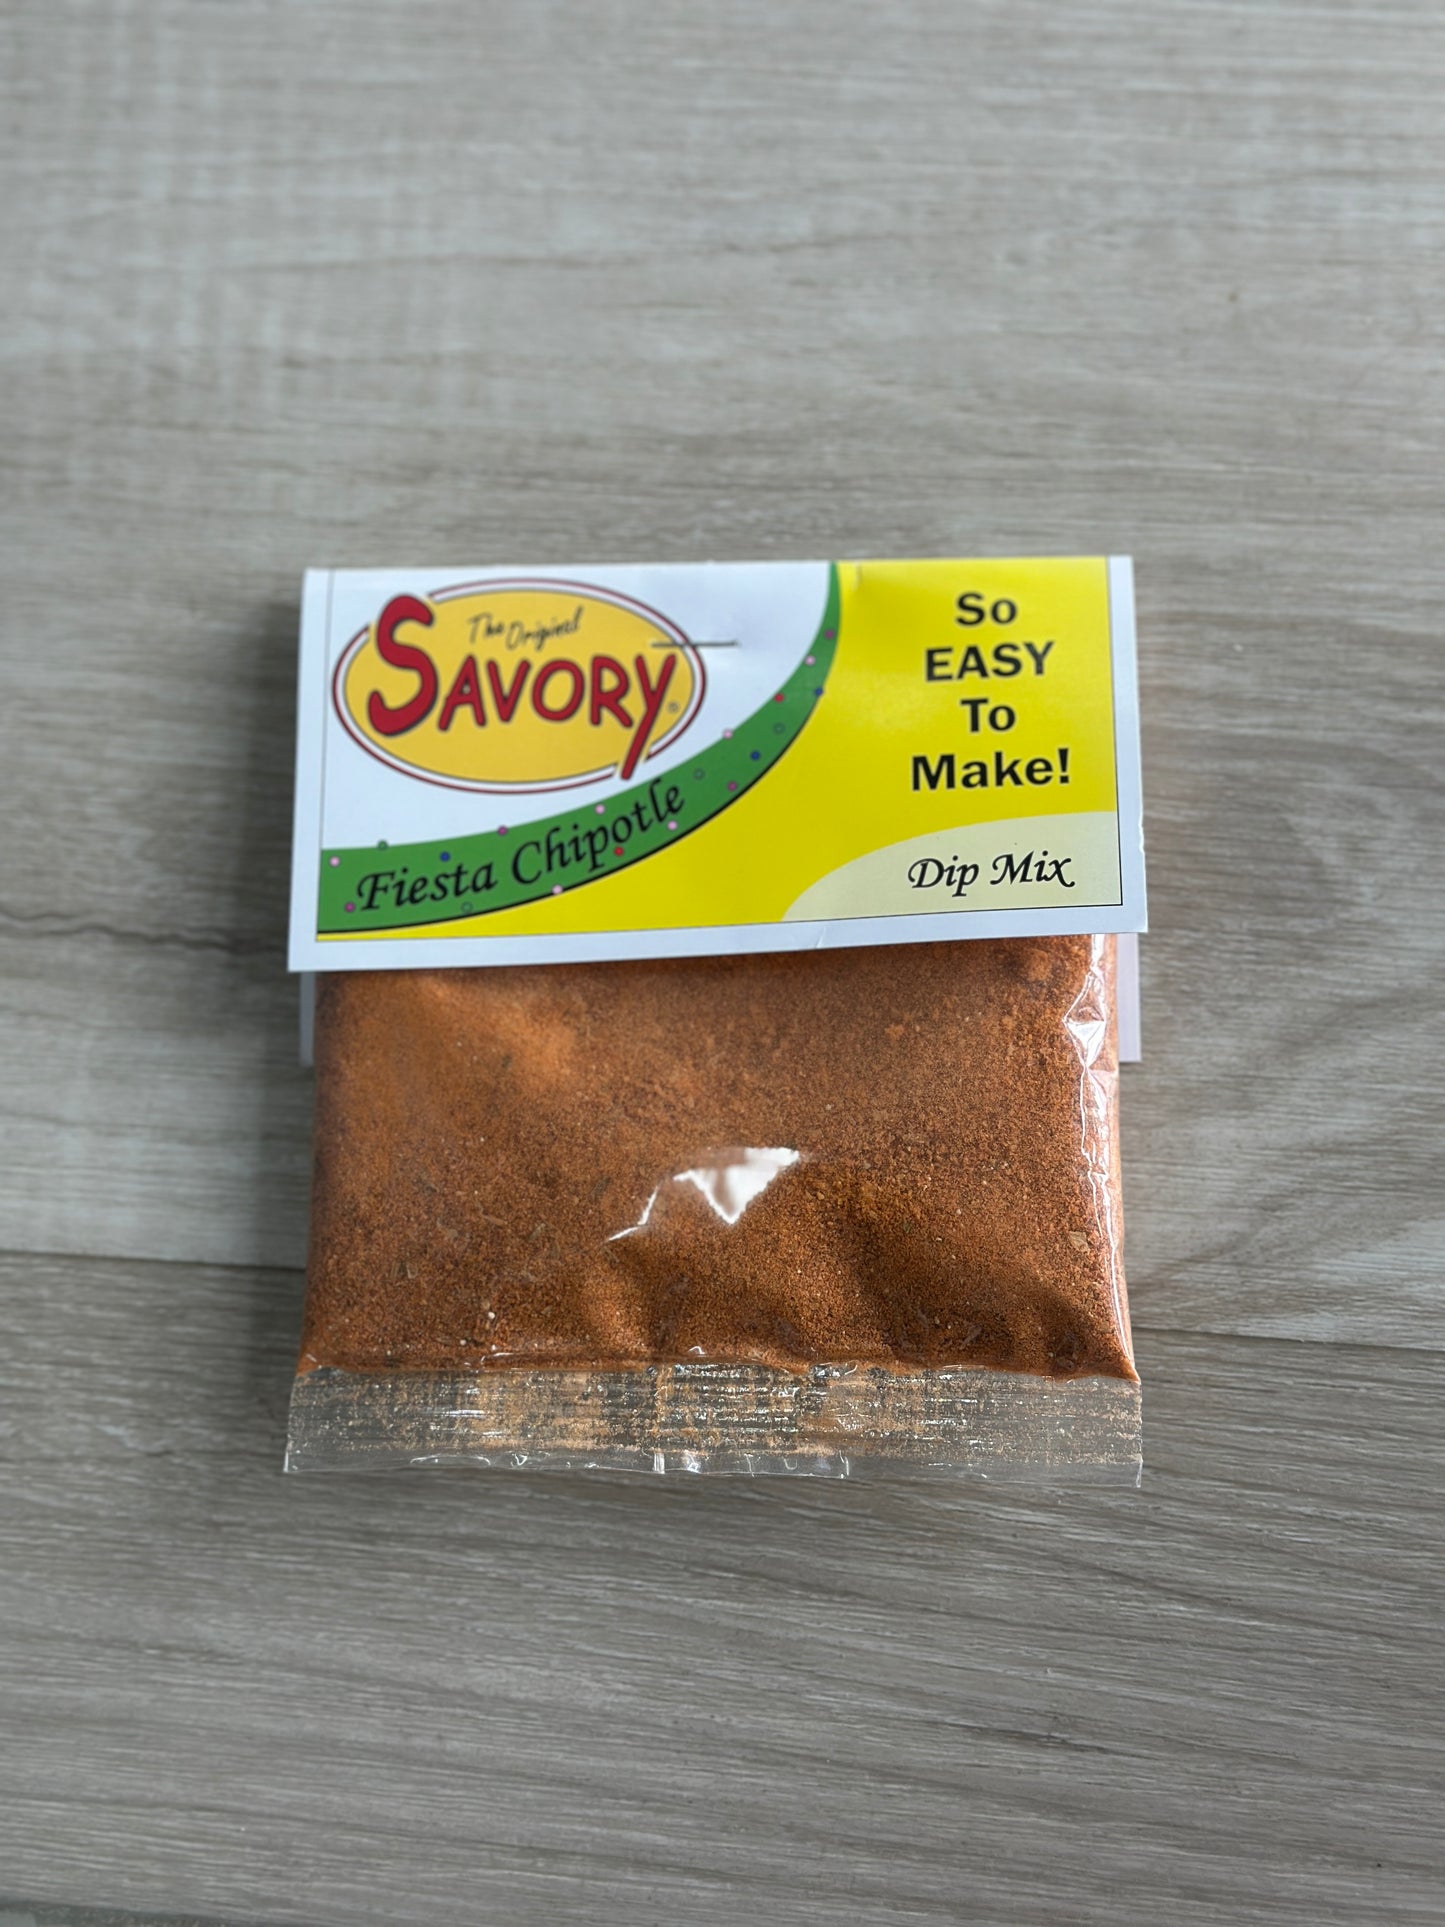 The Original
SAVORY®
Fiesta Chipotle
So
EASY
To
Make!
Dip Mix